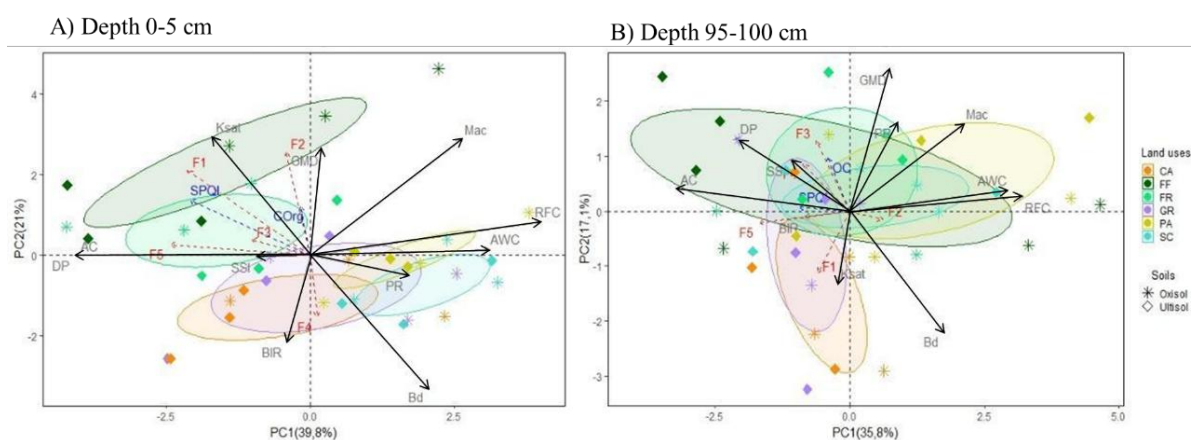 A) Depth 0-5 cm
B) Depth 95-100 cm
PC2(21%)
4
2
0
-2
-2.5
0.0
2.5
PC1(39,8%)
Ksat
F2
GMD
F1
SPQI
COrg
Mac
RFC
AWC
AC
F5
F3
DP
SSI
PR
F4
BIR
Bd
PC2(17,1%)
2
1
0
-1
-2
-3
-2.5
0.0
2.5
5.0
PC1(35,8%)
GMD
Mac
F3
DP
OC
AC
AWC
RFC
F2
F5
BIR
F1
Ksat
Bd
Land uses
CA
FF
FR
GR
PA
SC
Soils
Oxisol
Ultisol